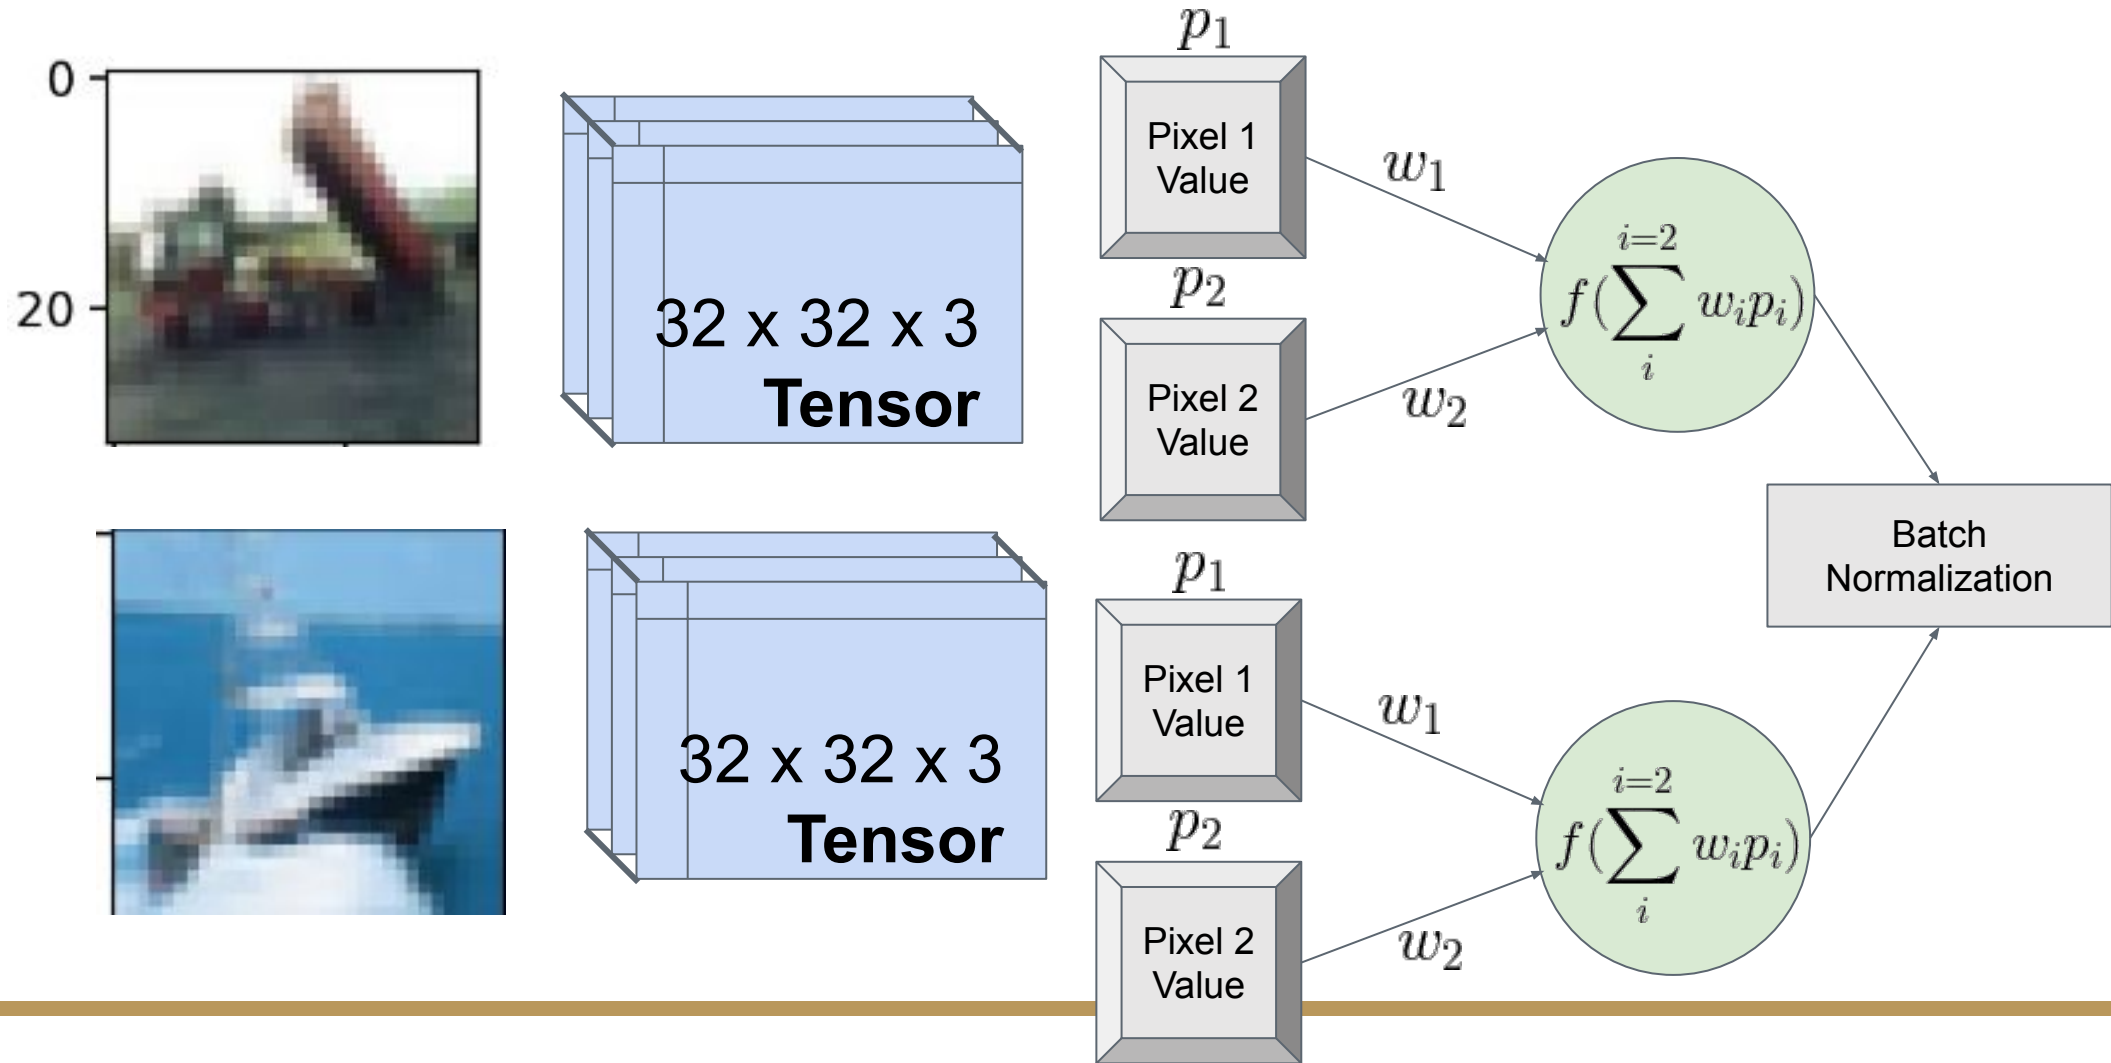 0
20
32 x 32 x 3
Tensor
p₁
Pixel 1
Value
w₁
p₂
Pixel 2
Value
w₂
i=2
f(∑ wᵢpᵢ)
i
32 x 32 x 3
Tensor
p₁
Pixel 1
Value
w₁
p₂
Pixel 2
Value
w₂
i=2
f(∑ wᵢpᵢ)
i
Batch
Normalization